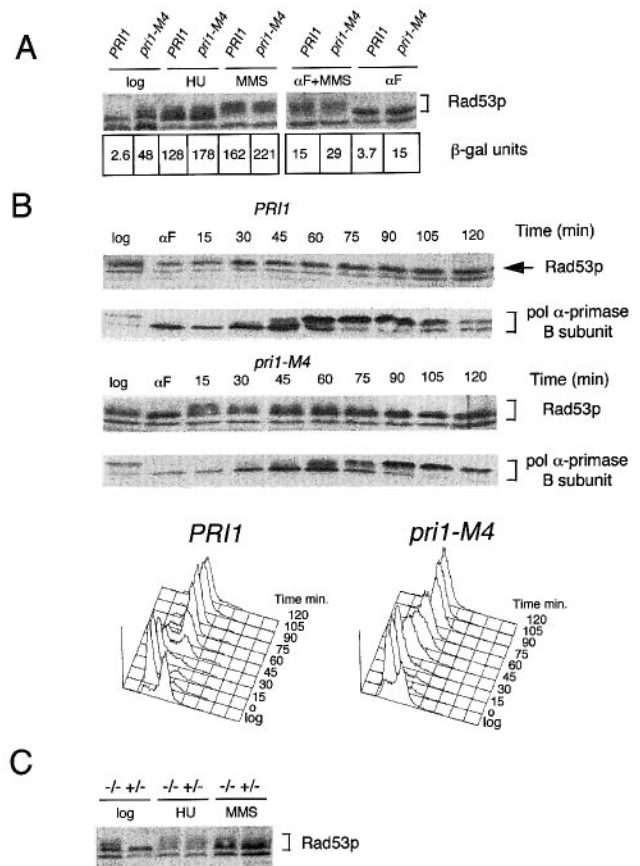 A
PRI1 pri1-M4 PRI1 pri1-M4 PRI1 pri1-M4 PRI1 pri1-M4 PRI1 pri1-M4
log HU MMS αF+MMS αF
Rad53p
2.6 48 128 178 162 221 15 29 3.7 15 β-gal units
B
PRI1
log αF 15 30 45 60 75 90 105 120 Time (min)
Rad53p
pol α-primase
B subunit
pri1-M4
log αF 15 30 45 60 75 90 105 120 Time (min)
Rad53p
pol α-primase
B subunit
PRI1
Time min.
120
105
90
75
60
45
30
15
0
log
pri1-M4
Time min.
120
105
90
75
60
45
30
15
0
log
C
-/- +/- -/- +/- -/- +/-
log HU MMS
Rad53p